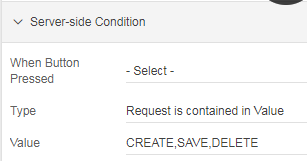 Server-side Condition
When Button
Pressed
- Select -
Type
Request is contained in Value
Value
CREATE,SAVE,DELETE